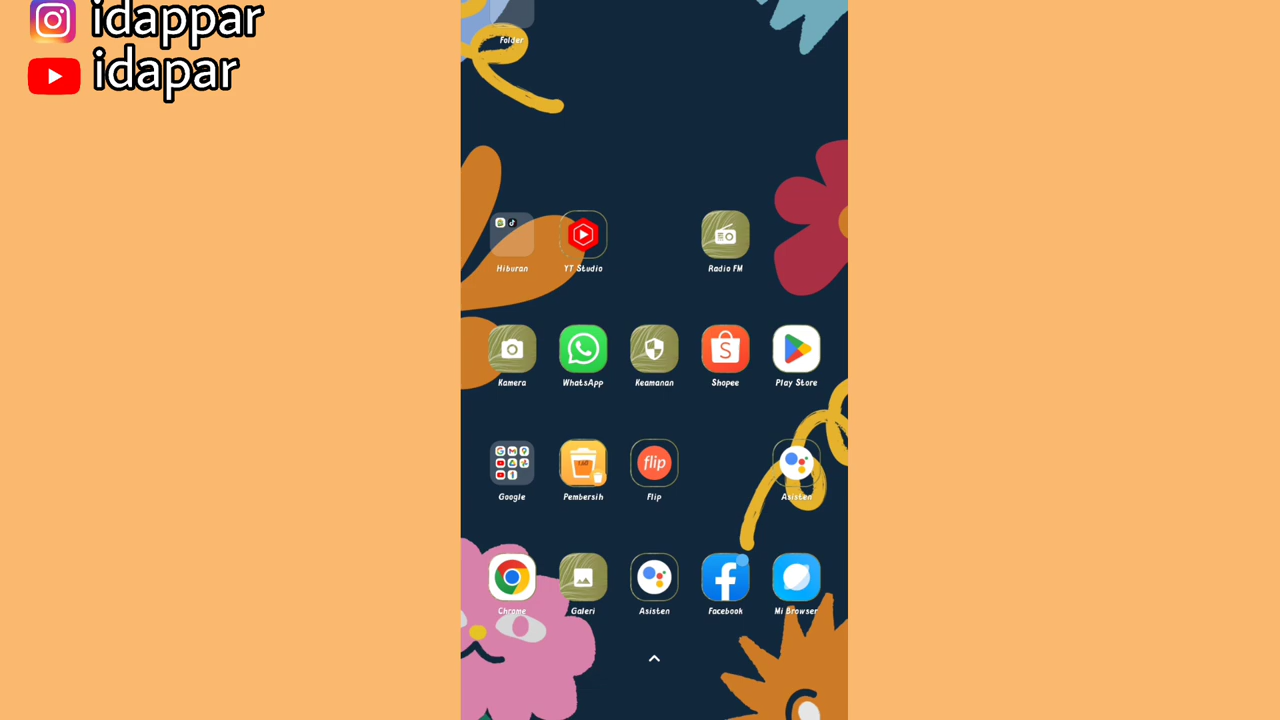 idappar
idapar
Folder
Hiburan
YT Studio
Radio FM
Kamera
WhatsApp
Keamanan
Shopee
Play Store
Google
Pembersih
flip
Flip
Asisten
Chrome
Galeri
Asisten
Facebook
Mi Browser